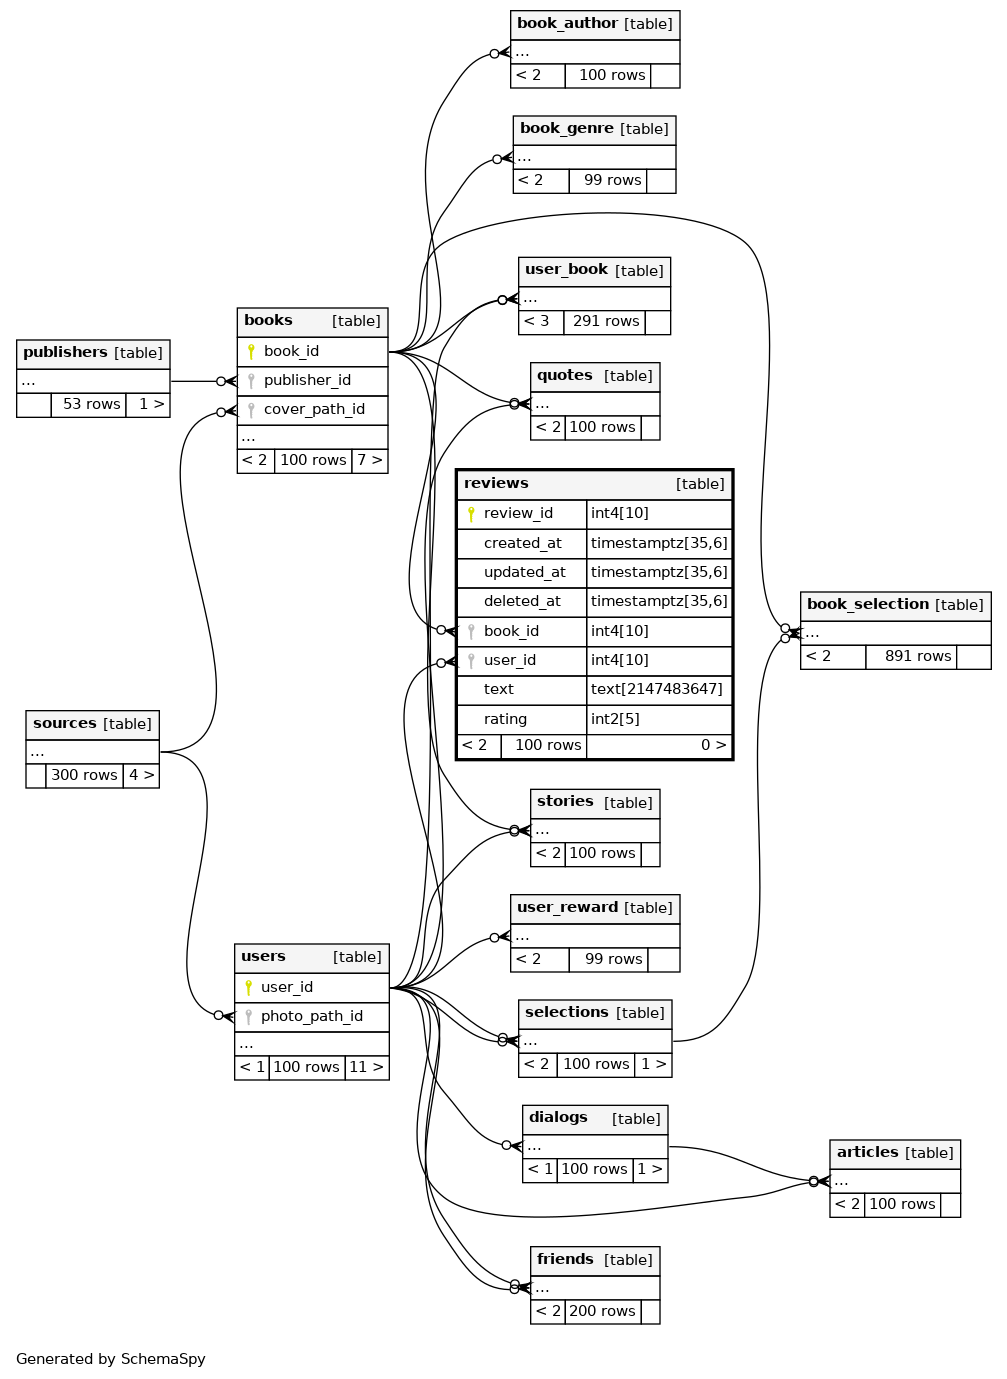 book_author [table]
...
< 2 100 rows
book_genre [table]
...
< 2 99 rows
user_book [table]
...
< 3 291 rows
books [table]
book_id
publisher_id
cover_path_id
...
< 2 100 rows 7 >
publishers [table]
...
53 rows 1 >
quotes [table]
...
< 2 100 rows
reviews [table]
review_id int4[10]
created_at timestamptz[35,6]
updated_at timestamptz[35,6]
deleted_at timestamptz[35,6]
book_id int4[10]
user_id int4[10]
text text[2147483647]
rating int2[5]
< 2 100 rows 0 >
book_selection [table]
...
< 2 891 rows
sources [table]
...
300 rows 4 >
stories [table]
...
< 2 100 rows
user_reward [table]
...
< 2 99 rows
users [table]
user_id
photo_path_id
...
< 1 100 rows 11 >
selections [table]
...
< 2 100 rows 1 >
dialogs [table]
...
< 1 100 rows 1 >
articles [table]
...
< 2 100 rows
friends [table]
...
< 2 200 rows
Generated by SchemaSpy